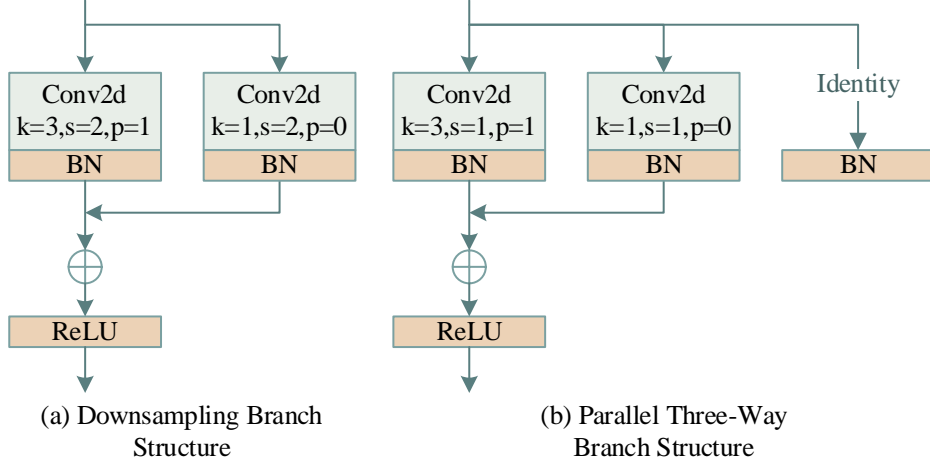 Conv2d
k=3,s=2,p=1
BN
Conv2d
k=1,s=2,p=0
BN
ReLU
(a) Downsampling Branch
Structure
Conv2d
k=3,s=1,p=1
BN
Conv2d
k=1,s=1,p=0
BN
Identity
BN
ReLU
(b) Parallel Three-Way
Branch Structure